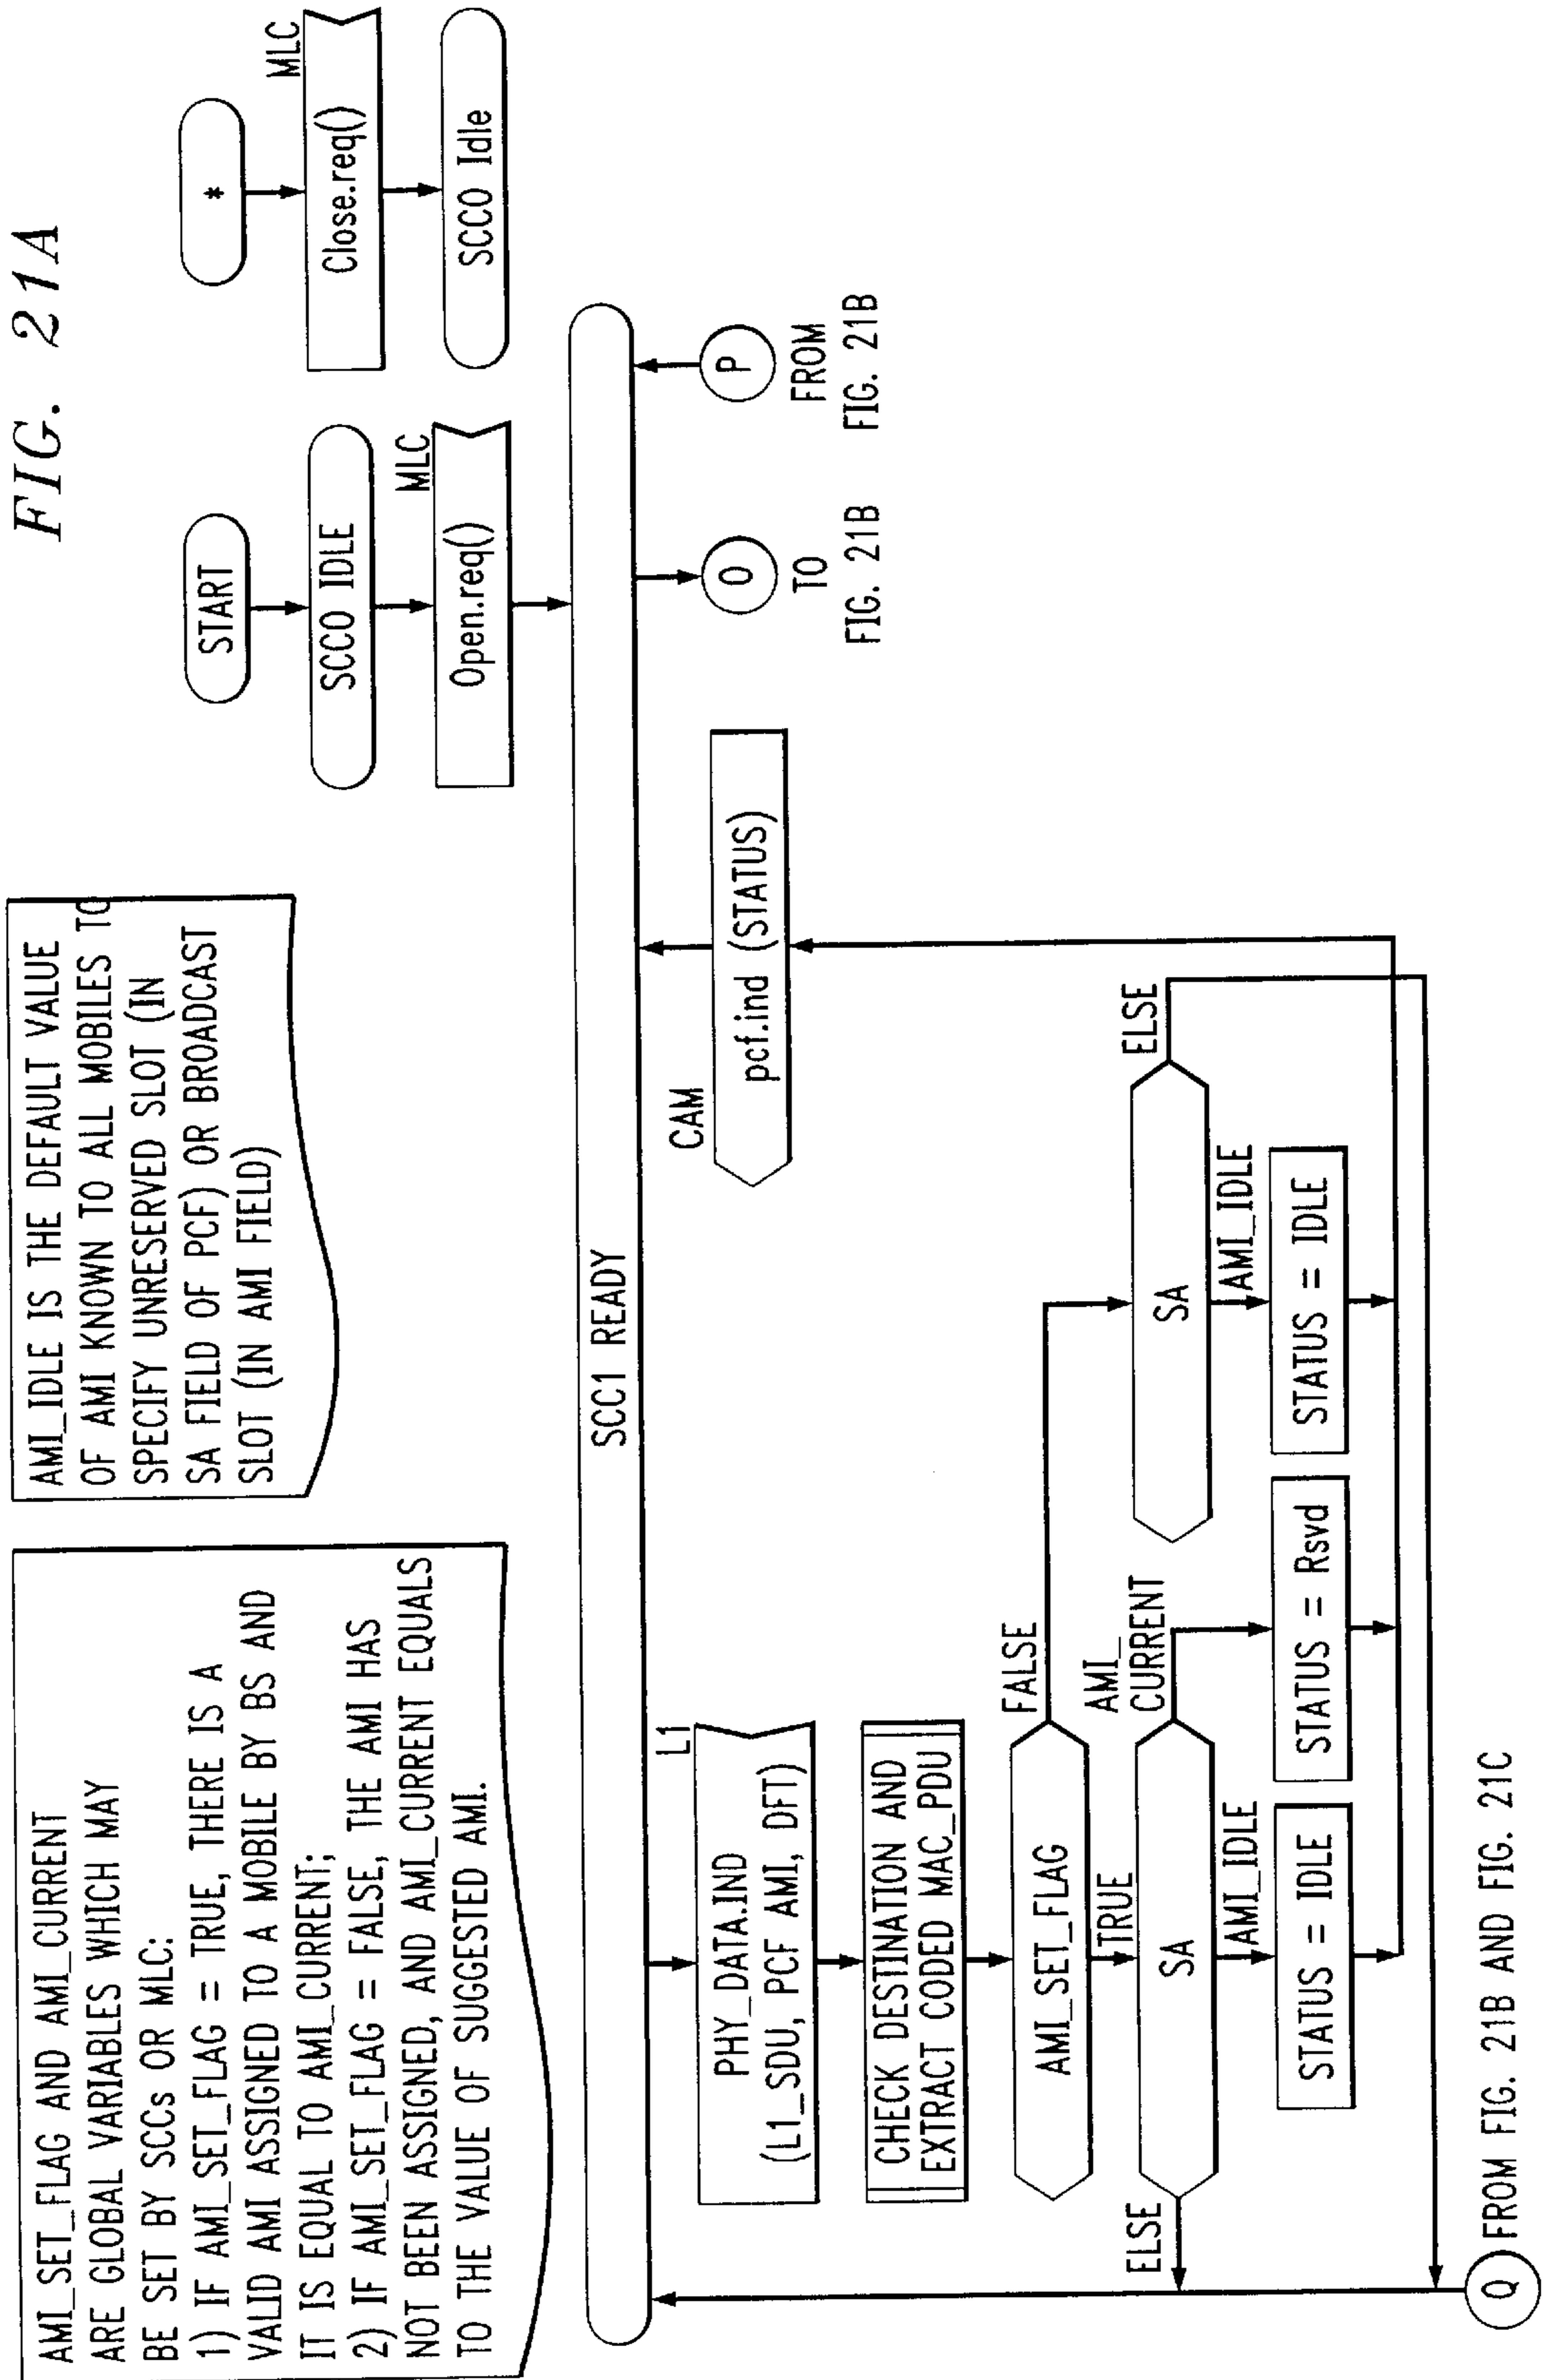 FIG. 21A
AMI_SET_FLAG AND AMI_CURRENT
ARE GLOBAL VARIABLES WHICH MAY
BE SET BY SCCs OR MLC:
1) IF AMI_SET_FLAG = TRUE, THERE IS A
VALID AMI ASSIGNED TO A MOBILE BY BS AND
IT IS EQUAL TO AMI_CURRENT;
2) IF AMI_SET_FLAG = FALSE, THE AMI HAS
NOT BEEN ASSIGNED, AND AMI_CURRENT EQUALS
TO THE VALUE OF SUGGESTED AMI.
AMI_IDLE IS THE DEFAULT VALUE
OF AMI KNOWN TO ALL MOBILES TO
SPECIFY UNRESERVED SLOT (IN
SA FIELD OF PCF) OR BROADCAST
SLOT (IN AMI FIELD)
START
SCCO IDLE
MLC
Open.req()
*
MLC
Close.req()
SCCO Idle
SCC1 READY
L1
PHY_DATA.IND
(L1_SDU, PCF AMI, DFT)
CHECK DESTINATION AND
EXTRACT CODED MAC_PDU
AMI_SET_FLAG
FALSE
TRUE
SA
ELSE
AMI_
CURRENT
AMI_IDLE
STATUS = IDLE
STATUS = Rsvd
SA
ELSE
AMI_IDLE
STATUS = IDLE
CAM
pcf.ind (STATUS)
O
TO
FIG. 21B
P
FROM
FIG. 21B
Q FROM FIG. 21B AND FIG. 21C